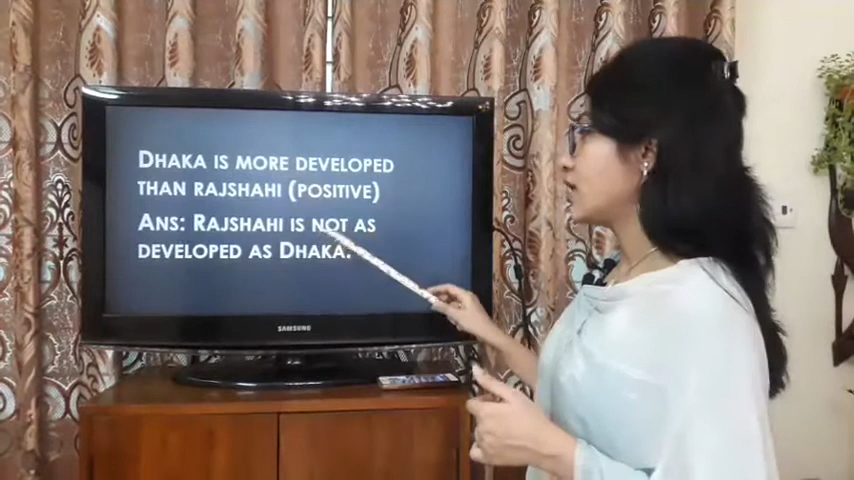 DHAKA IS MORE DEVELOPED
THAN RAJSHAHI (POSITIVE)
ANS: RAJSHAHI IS NOT AS
DEVELOPED AS DHAKA.
SAMSUNG